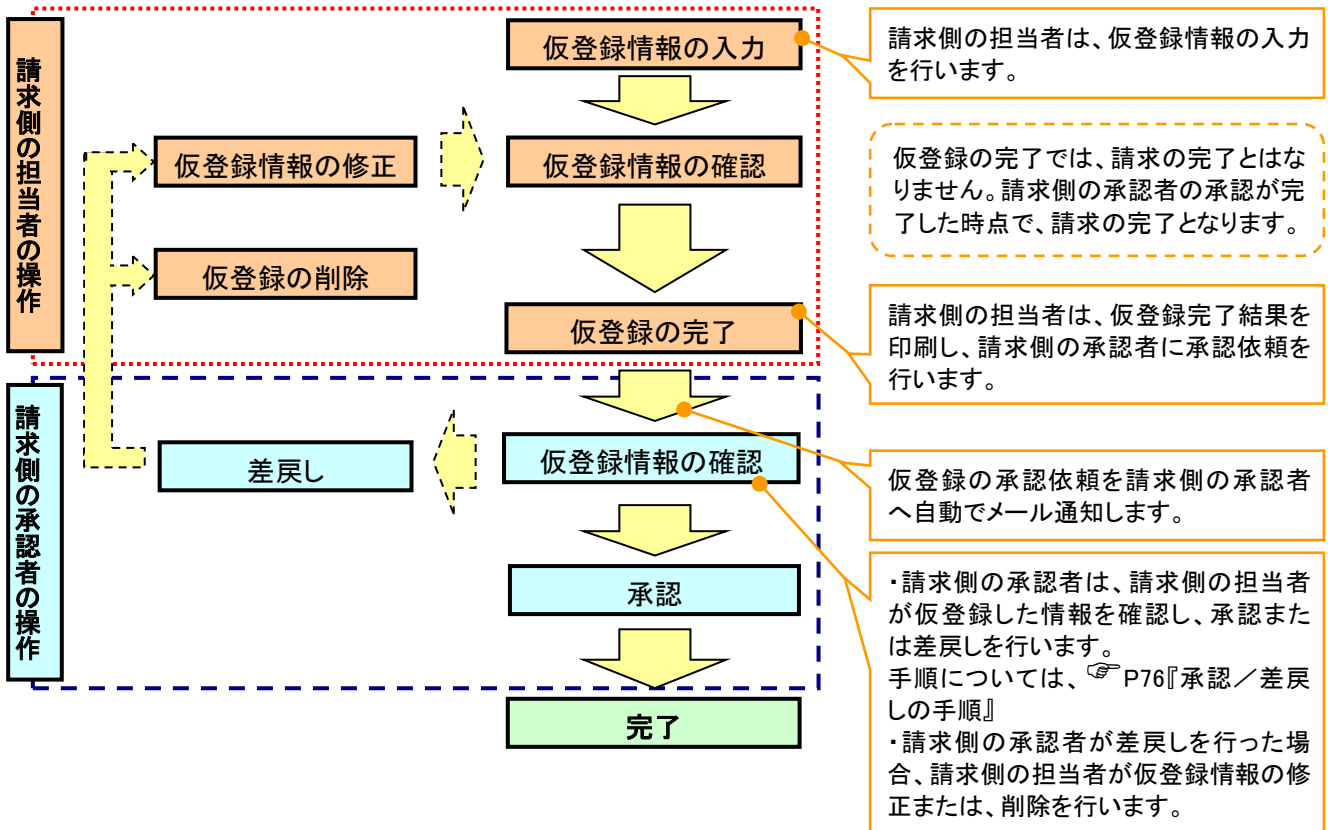 請求側の担当者の操作
仮登録情報の入力
仮登録情報の修正
仮登録情報の確認
仮登録の削除
仮登録の完了
請求側の承認者の操作
差戻し
仮登録情報の確認
承認
完了
請求側の担当者は、仮登録情報の入力
を行います。
仮登録の完了では、請求の完了とはな
りません。請求側の承認者の承認が完
了した時点で、請求の完了となります。
請求側の担当者は、仮登録完了結果を
印刷し、請求側の承認者に承認依頼を
行います。
仮登録の承認依頼を請求側の承認者
へ自動でメール通知します。
・請求側の承認者は、請求側の担当者
が仮登録した情報を確認し、承認また
は差戻しを行います。
手順については、☞P76『承認／差戻
しの手順』
・請求側の承認者が差戻しを行った場
合、請求側の担当者が仮登録情報の修
正または、削除を行います。